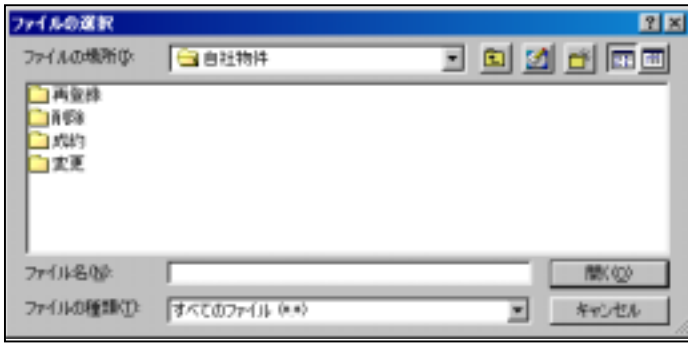 ファイルの選択
ファイルの場所(I):
自社物件
再登録
削除
成約
変更
ファイル名(N):
開く(O)
ファイルの種類(T):
すべてのファイル (*.*)
キャンセル